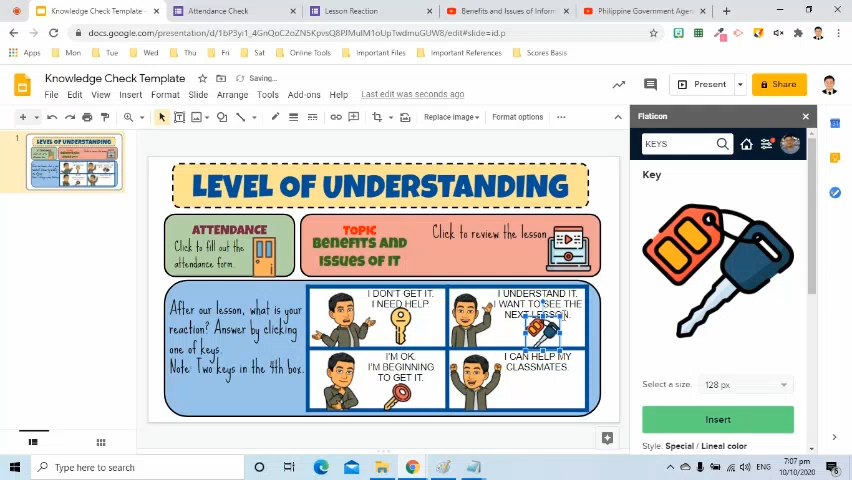 Knowledge Check Template
Attendance Check
Lesson Reaction
Benefits and Issues of Inform
Philippine Government Agen
docs.google.com/presentation/d/1bP3yi1_4GnQoC2oZN5KpvsQ8PJMulM1oUpTwdmuGUW8/edit#slide=id.p
Apps
Mon
Tue
Wed
Thu
Fri
Sat
Online Tools
Important Files
Important References
Scores Basis
Knowledge Check Template
Saving...
File Edit View Insert Format Slide Arrange Tools Add-ons Help
Last edit was seconds ago
Present
Share
Replace image
Format options
Flaticon
KEYS
Key
1
LEVEL OF UNDERSTANDING
ATTENDANCE
Click to fill out the
attendance form.
TOPIC
BENEFITS AND
ISSUES OF IT
Click to review the lesson
After our lesson, what is your
reaction? Answer by clicking
one of keys.
Note: Two keys in the 4th box.
I DON'T GET IT.
I NEED HELP.
I UNDERSTAND IT.
I WANT TO SEE THE
NEXT LESSON.
I'M OK.
I'M BEGINNING
TO GET IT.
I CAN HELP MY
CLASSMATES.
Select a size.
128 px
Insert
Style: Special / Lineal color
Type here to search
ENG
7:07 pm
10/10/2020